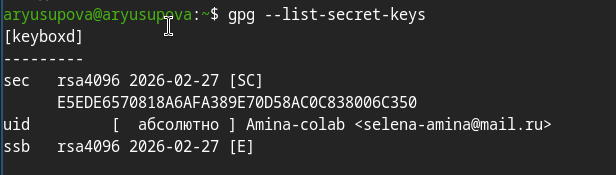 aryusupova@aryusupova:~$ gpg --list-secret-keys
[keyboxd]
---------
sec   rsa4096 2026-02-27 [SC]
      E5EDE6570818A6AFA389E70D58AC0C838006C350
uid           [  абсолютно ] Amina-colab <selena-amina@mail.ru>
ssb   rsa4096 2026-02-27 [E]